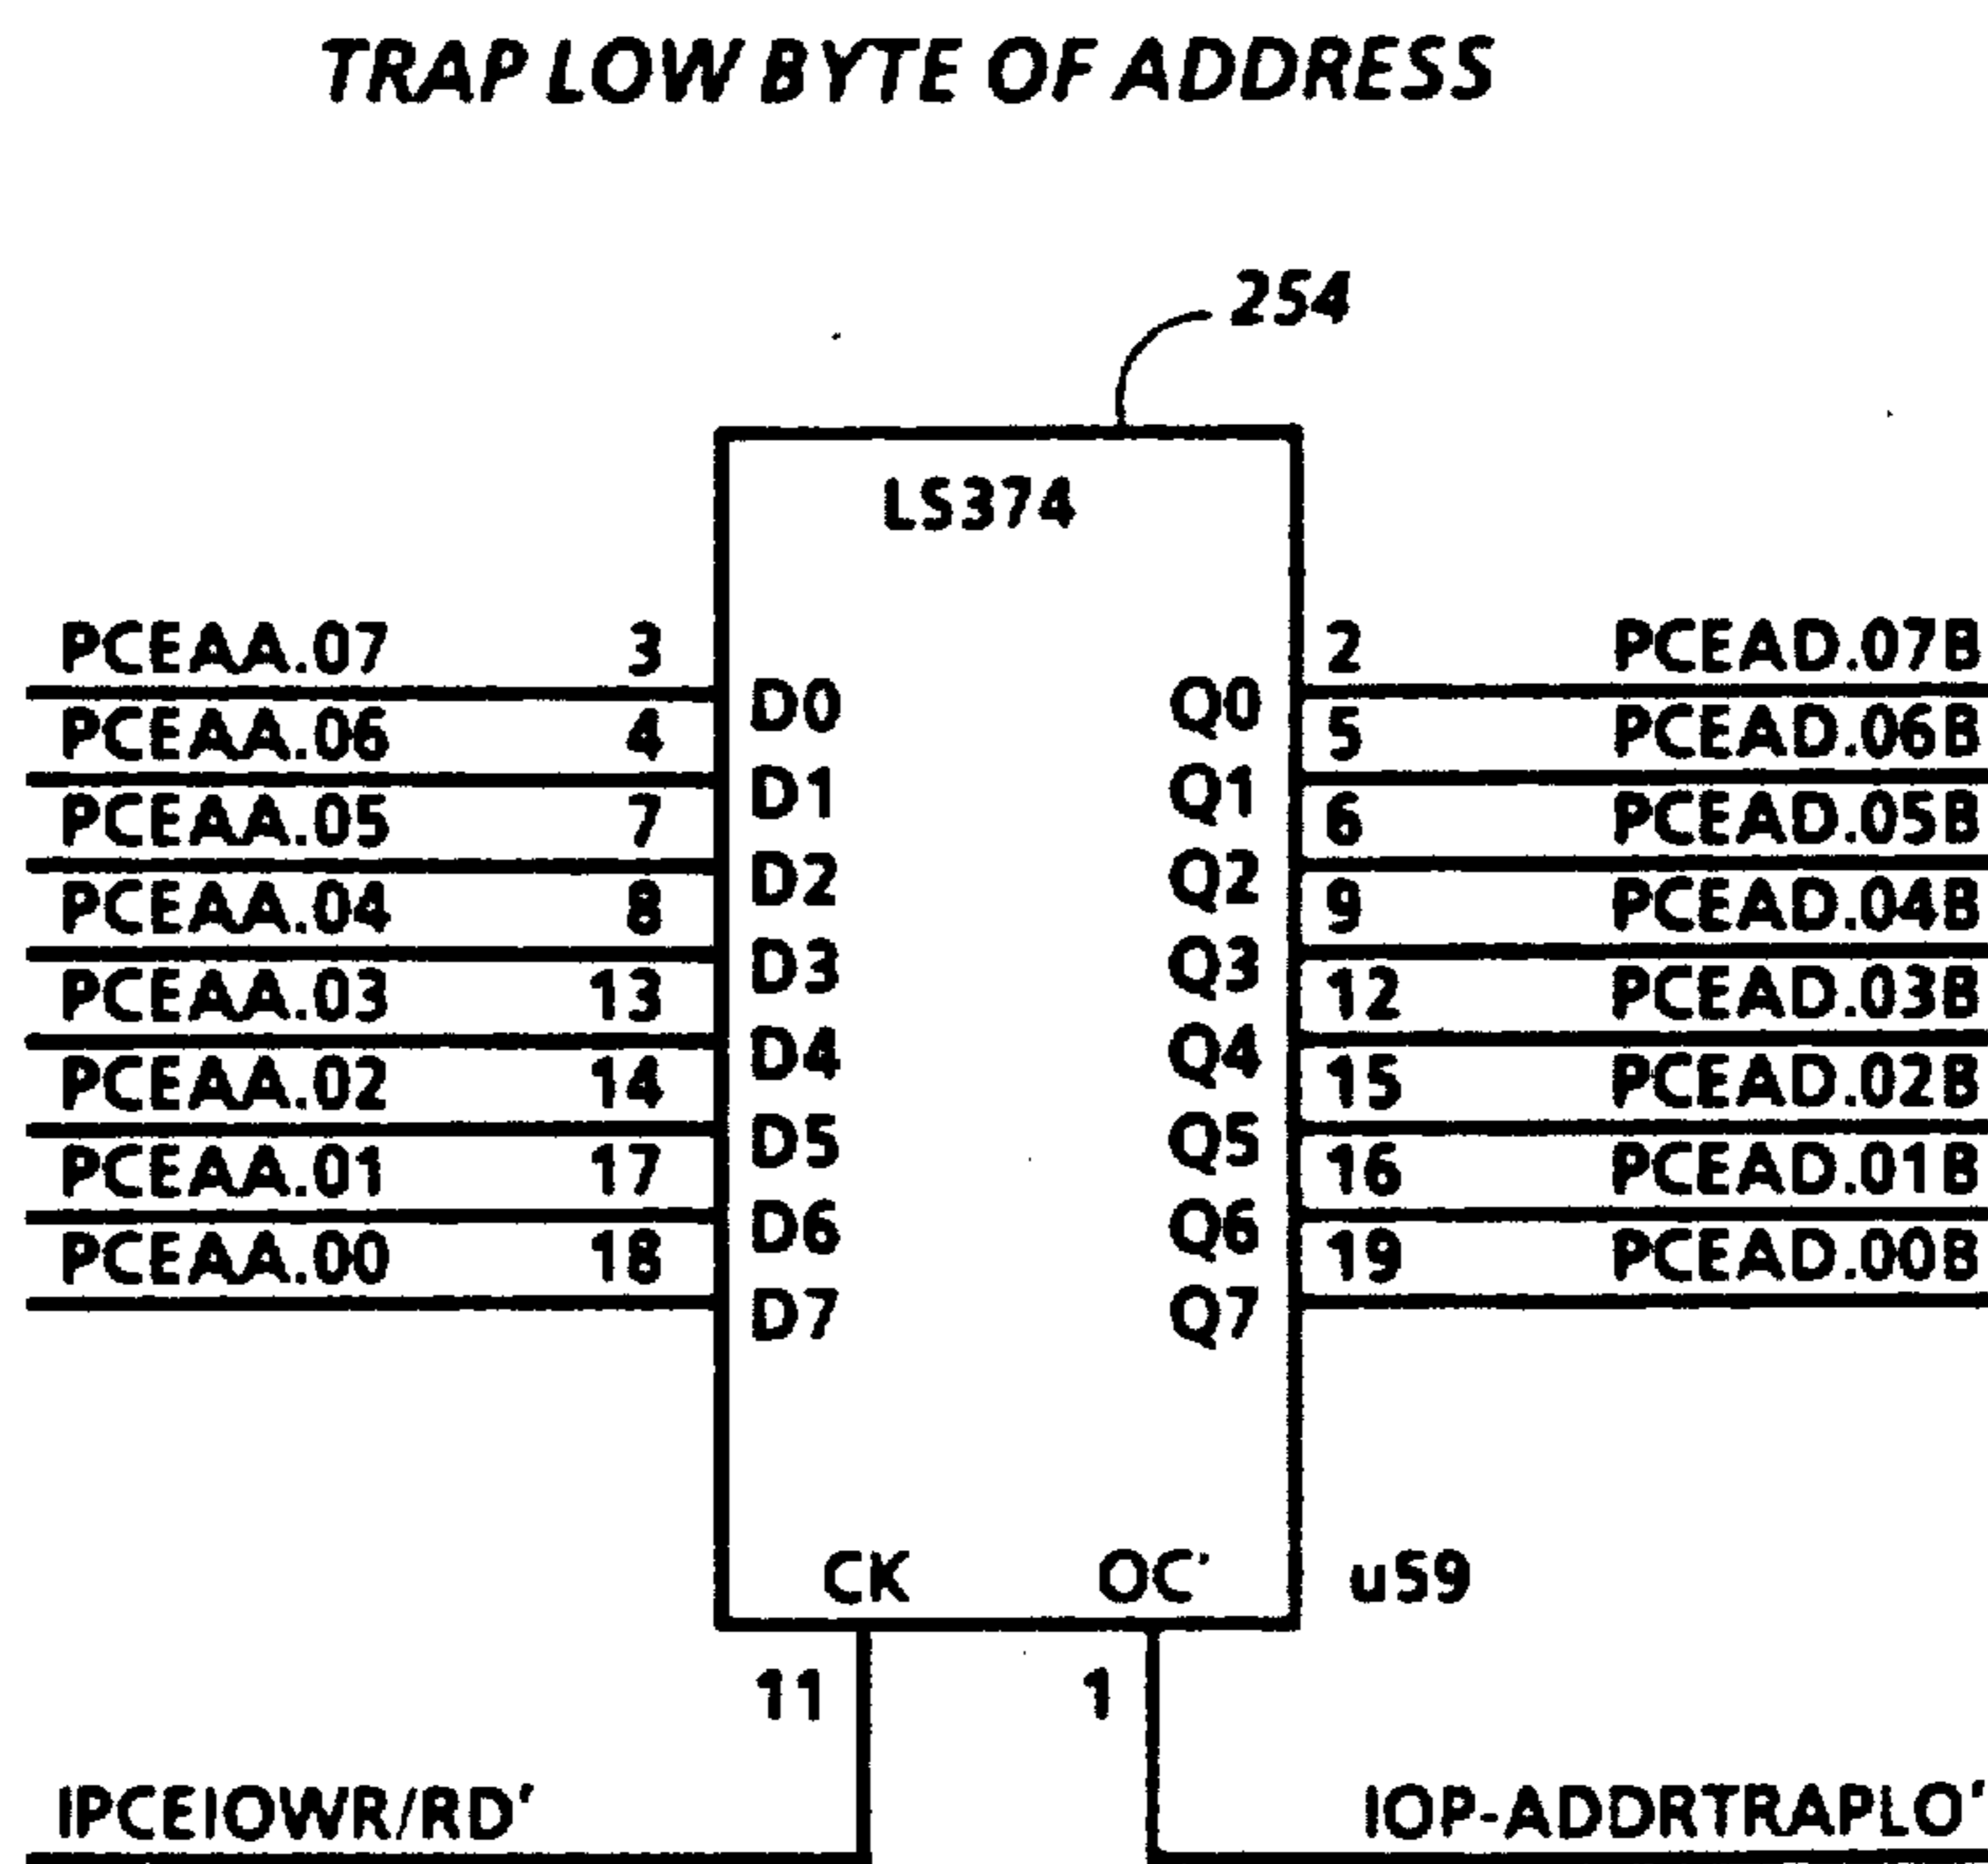 TRAP LOW BYTE OF ADDRESS
254
LS374
PCEAA.07 3 D0 Q0 2 PCEAD.07B
PCEAA.06 4 D1 Q1 5 PCEAD.06B
PCEAA.05 7 D2 Q2 6 PCEAD.05B
PCEAA.04 8 D3 Q3 9 PCEAD.04B
PCEAA.03 13 D4 Q4 12 PCEAD.03B
PCEAA.02 14 D5 Q5 15 PCEAD.02B
PCEAA.01 17 D6 Q6 16 PCEAD.01B
PCEAA.00 18 D7 Q7 19 PCEAD.00B
CK OC' u59
11 1
IPCEIOWR/RD' IOP-ADDRTRAPLO'